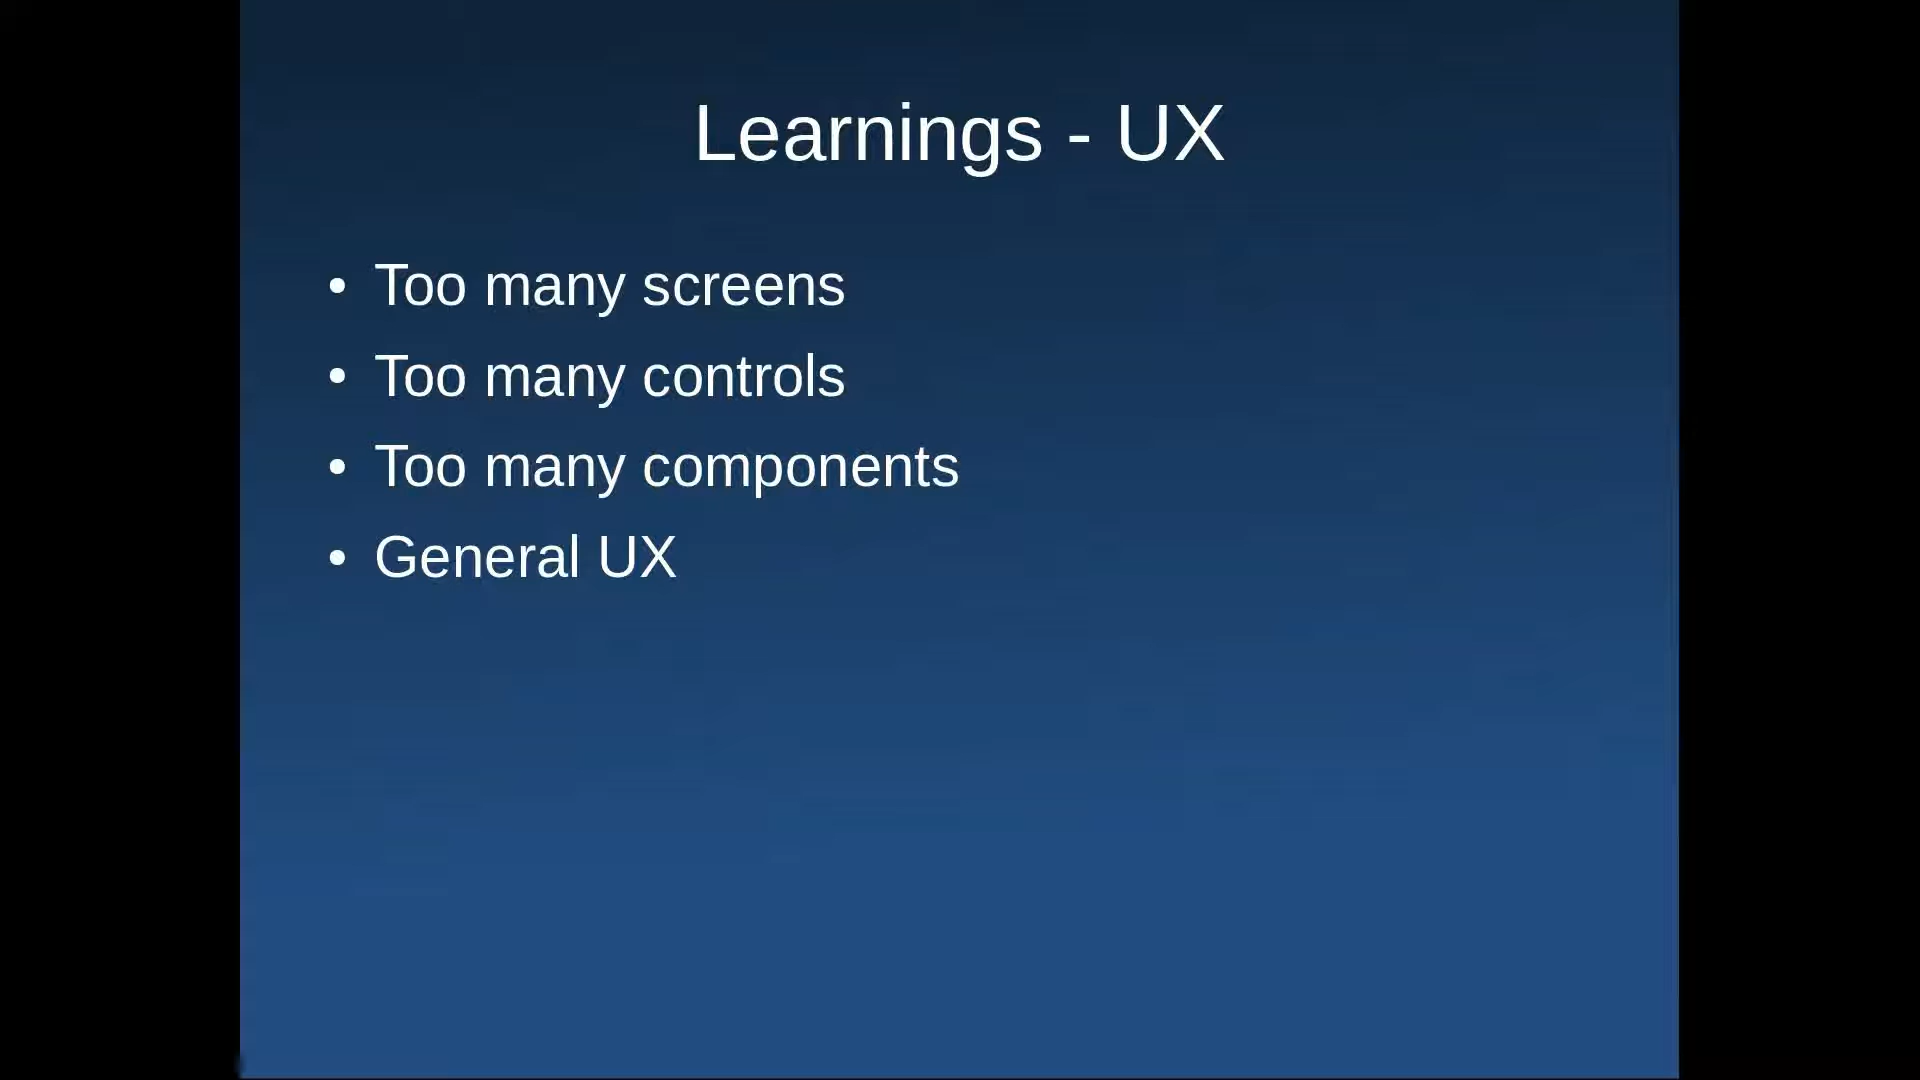 Learnings - UX
• Too many screens
• Too many controls
• Too many components
• General UX